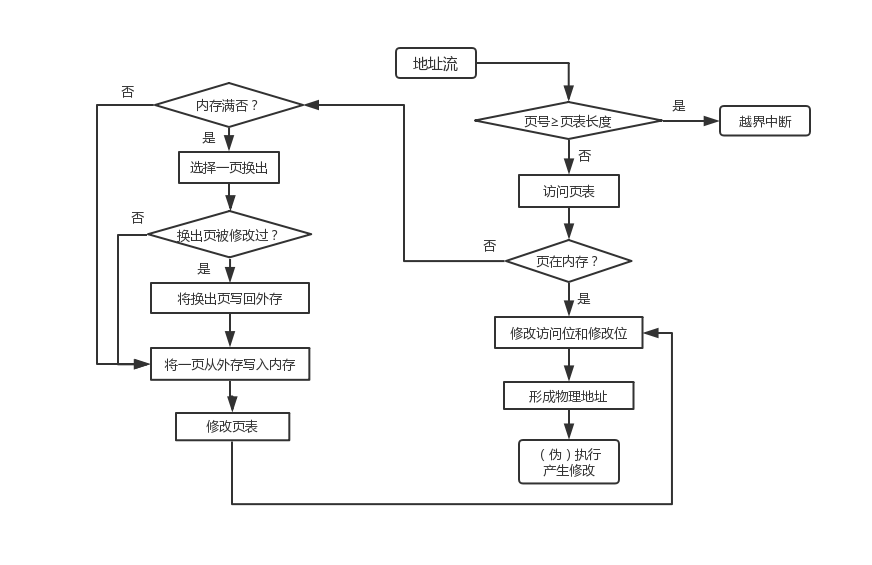 地址流
否
内存满否？
页号≥页表长度
是
越界中断
是
选择一页换出
否
访问页表
否
换出页被修改过？
否
页在内存？
是
将换出页写回外存
是
修改访问位和修改位
将一页从外存写入内存
形成物理地址
修改页表
（伪）执行
产生修改